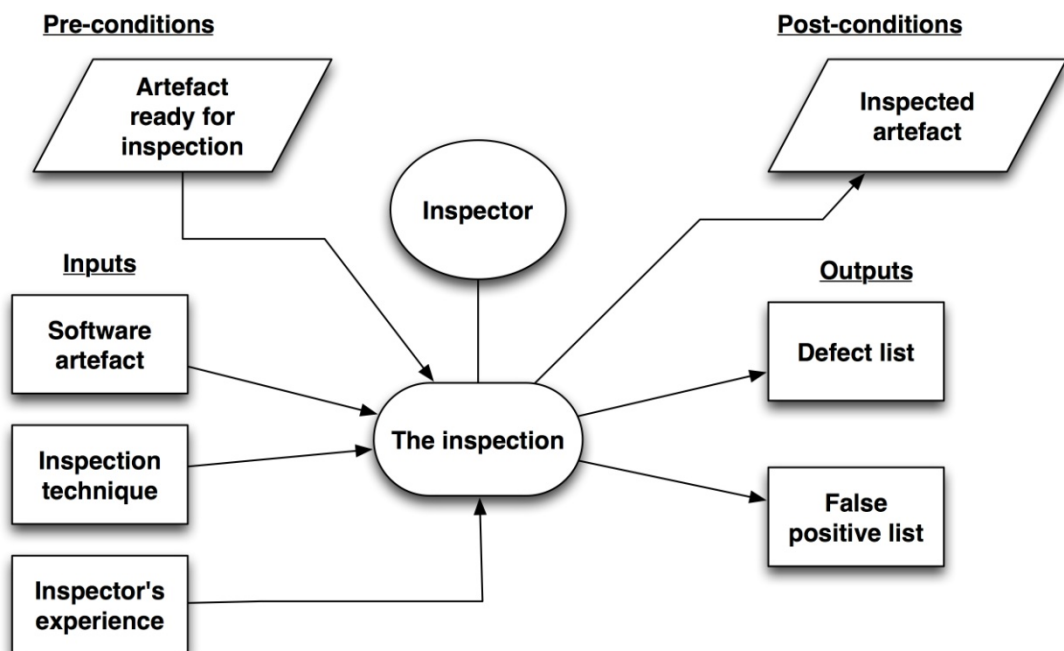 Pre-conditions
Post-conditions
Artefact
ready for
inspection
Inspected
artefact
Inspector
Inputs
Outputs
Software
artefact
Defect list
The inspection
Inspection
technique
False
positive list
Inspector's
experience